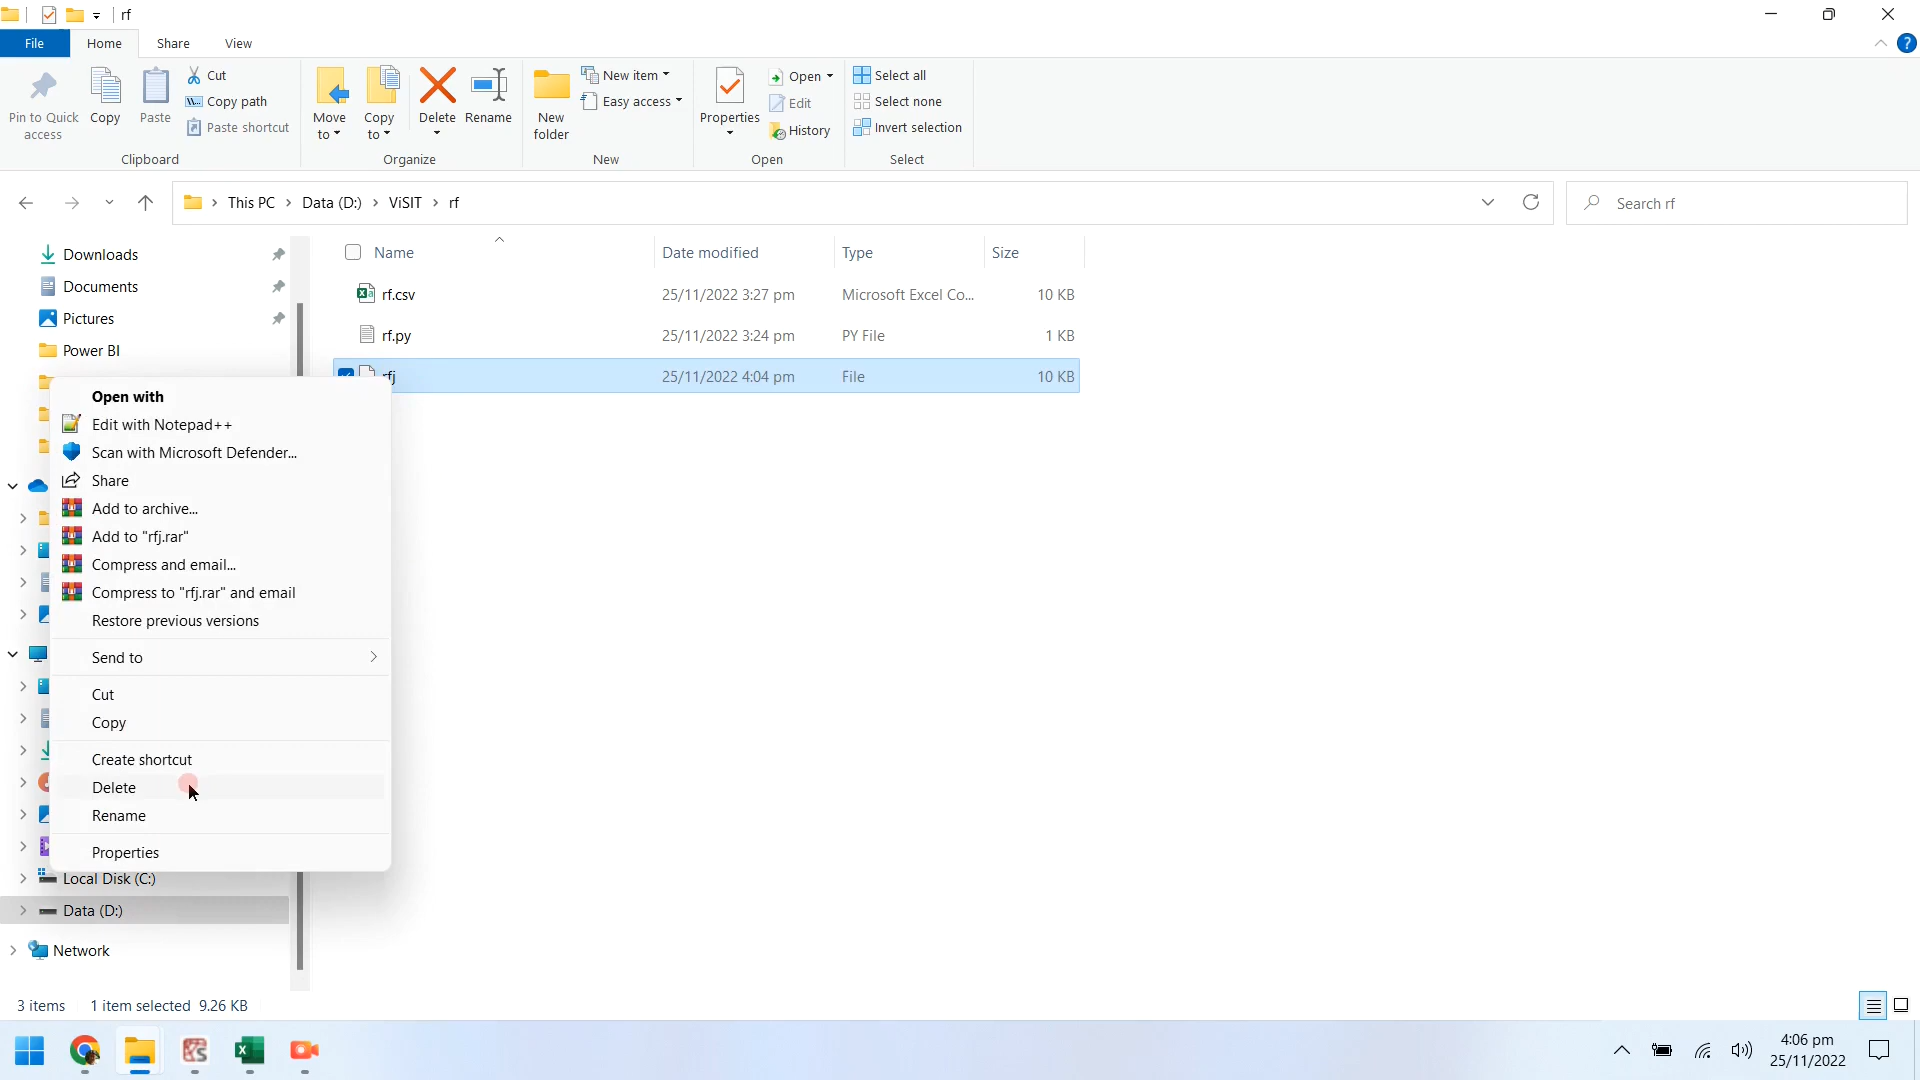 rf
File Home Share View
Pin to Quick access
Copy
Paste
Cut
Copy path
Paste shortcut
Clipboard
Move to
Copy to
Delete
Rename
Organize
New folder
New item
Easy access
New
Properties
Open
Edit
History
Open
Select all
Select none
Invert selection
Select
This PC Data (D:) ViSIT rf
Search rf
Downloads
Documents
Pictures
Power BI
Name Date modified Type Size
rf.csv 25/11/2022 3:27 pm Microsoft Excel Co... 10 KB
rf.py 25/11/2022 3:24 pm PY File 1 KB
rfj 25/11/2022 4:04 pm File 10 KB
Open with
Edit with Notepad++
Scan with Microsoft Defender...
Share
Add to archive...
Add to "rfj.rar"
Compress and email...
Compress to "rfj.rar" and email
Restore previous versions
Send to
Cut
Copy
Create shortcut
Delete
Rename
Properties
Local Disk (C:)
Data (D:)
Network
3 items 1 item selected 9.26 KB
4:06 pm
25/11/2022